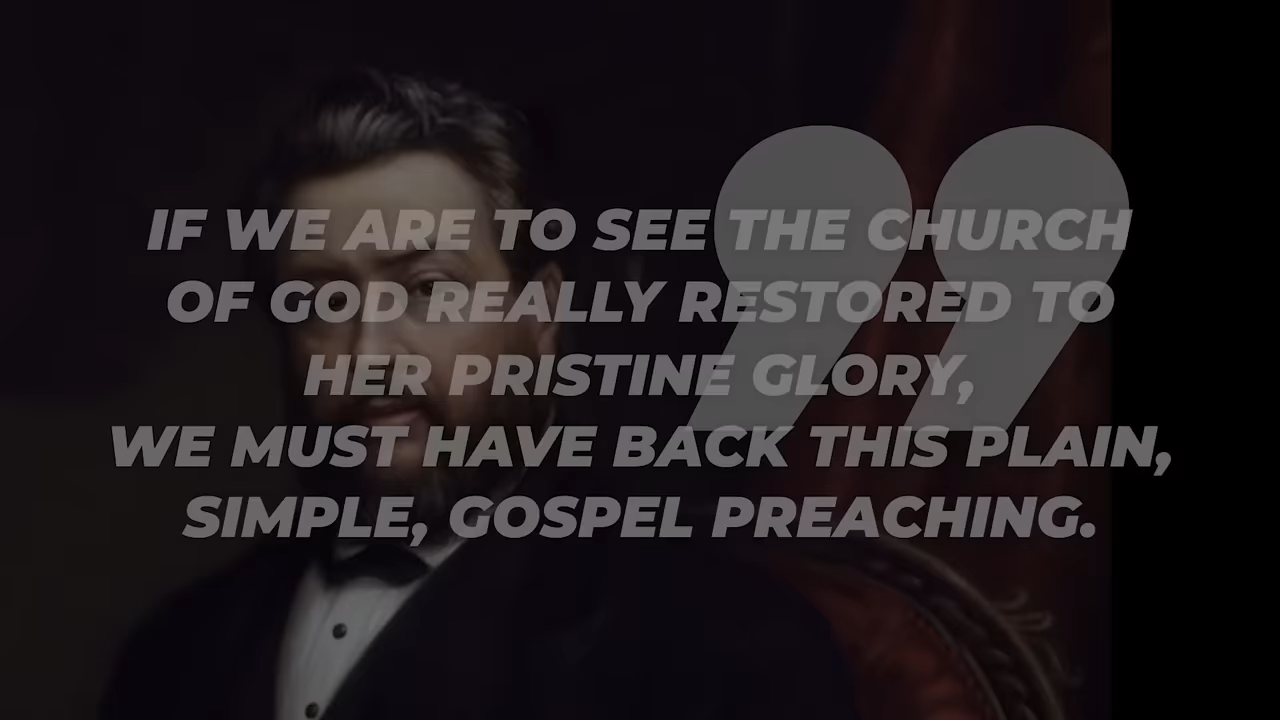 IF WE ARE TO SEE THE CHURCH
OF GOD REALLY RESTORED TO
HER PRISTINE GLORY,
WE MUST HAVE BACK THIS PLAIN,
SIMPLE, GOSPEL PREACHING.